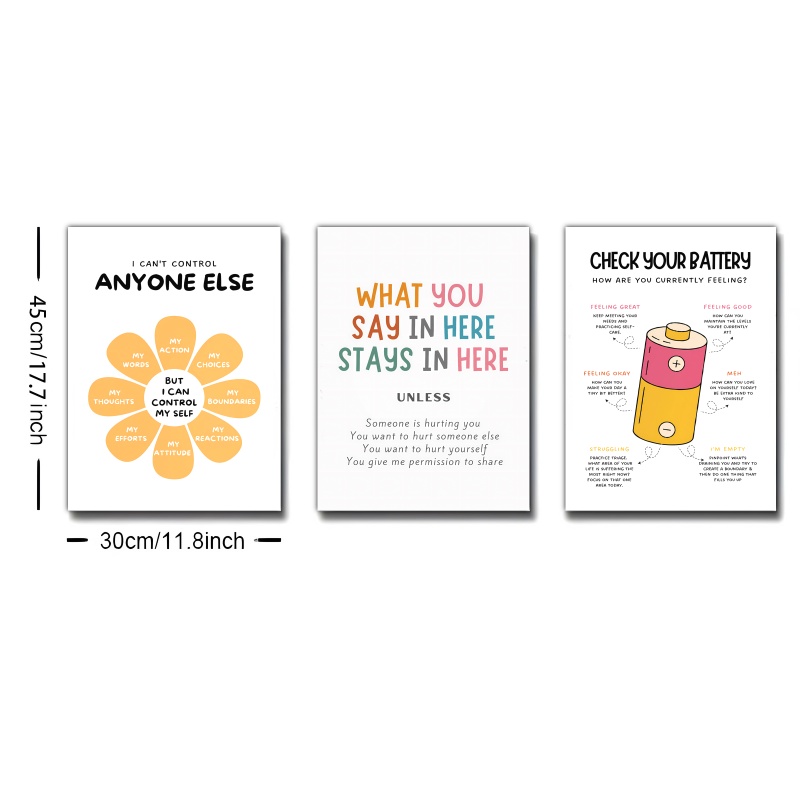 45cm/17.7inch
30cm/11.8inch
I CAN'T CONTROL
ANYONE ELSE
MY
ACTION
MY
WORDS
MY
CHOICES
MY
THOUGHTS
BUT
I CAN
CONTROL
MY SELF
MY
BOUNDARIES
MY
EFFORTS
MY
REACTIONS
MY
ATTITUDE
WHAT YOU
SAY IN HERE
STAYS IN HERE
UNLESS
Someone is hurting you
You want to hurt someone else
You want to hurt yourself
You give me permission to share
CHECK YOUR BATTERY
HOW ARE YOU CURRENTLY FEELING?
FEELING GREAT
KEEP MEETING YOUR
NEEDS AND
PRACTICING SELF-
CARE.
FEELING GOOD
HOW CAN YOU
MAINTAIN THE LEVELS
YOU'RE CURRENTLY
AT?
+
FEELING OKAY
HOW CAN YOU
MAKE YOUR DAY A
TINY BIT BETTER?
MEH
HOW CAN YOU LOVE
ON YOURSELF TODAY?
BE EXTRA KIND TO
YOURSELF
-
STRUGGLING
PRACTICE TRIAGE:
WHAT AREA OF YOUR
LIFE IS SUFFERING THE
MOST RIGHT NOW?
FOCUS ON THAT ONE
AREA TODAY.
I'M EMPTY
PINPOINT WHAT'S
DRAINING YOU AND TRY TO
CREATE A BOUNDARY &
THEN DO ONE THING THAT
FILLS YOU UP